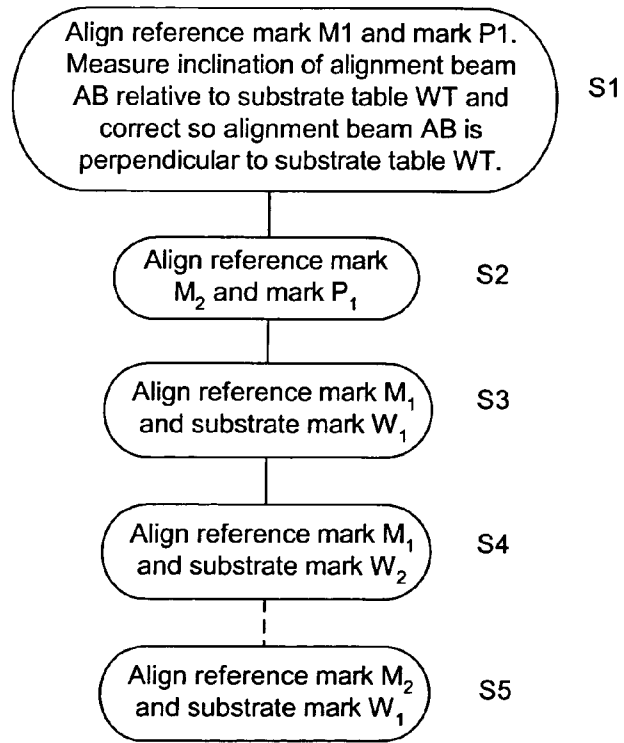 Align reference mark M1 and mark P1.
Measure inclination of alignment beam
AB relative to substrate table WT and
correct so alignment beam AB is
perpendicular to substrate table WT.
S1
Align reference mark
M₂ and mark P₁
S2
Align reference mark M₁
and substrate mark W₁
S3
Align reference mark M₁
and substrate mark W₂
S4
Align reference mark M₂
and substrate mark W₁
S5